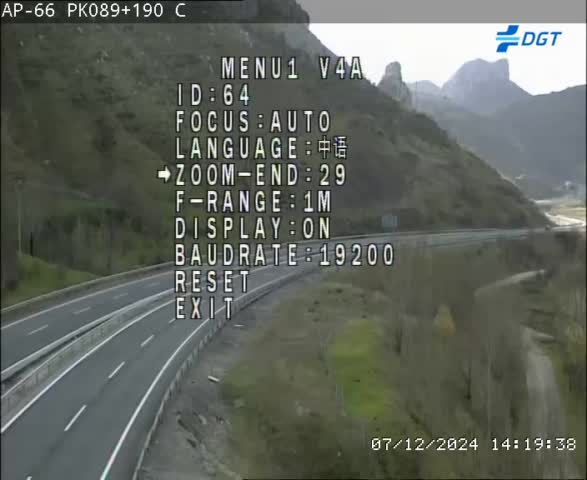 AP-66 PK089+190 C
DGT
MENU1 V4A
ID:64
FOCUS:AUTO
LANGUAGE:中语
ZOOM-END:29
F-RANGE:1M
DISPLAY:ON
BAUDRATE:19200
RESET
EXIT
07/12/2024 14:19:38